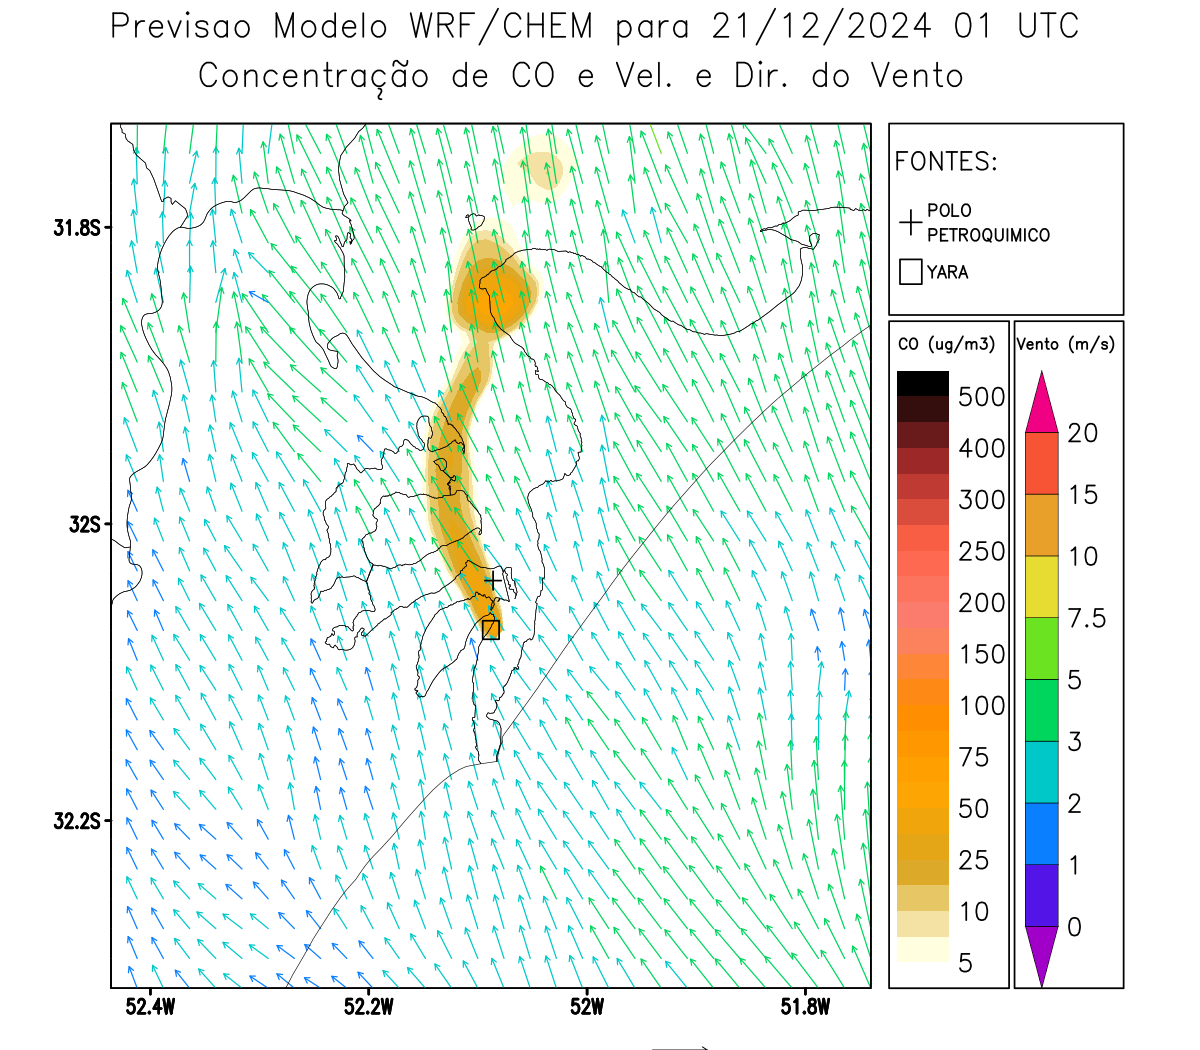 Previsao Modelo WRF/CHEM para 21/12/2024 01 UTC
Concentração de CO e Vel. e Dir. do Vento
FONTES:
POLO
PETROQUIMICO
YARA
CO (ug/m3)
500
400
300
250
200
150
100
75
50
25
10
5
Vento (m/s)
20
15
10
7.5
5
3
2
1
0
31.8S
32S
32.2S
52.4W
52.2W
52W
51.8W